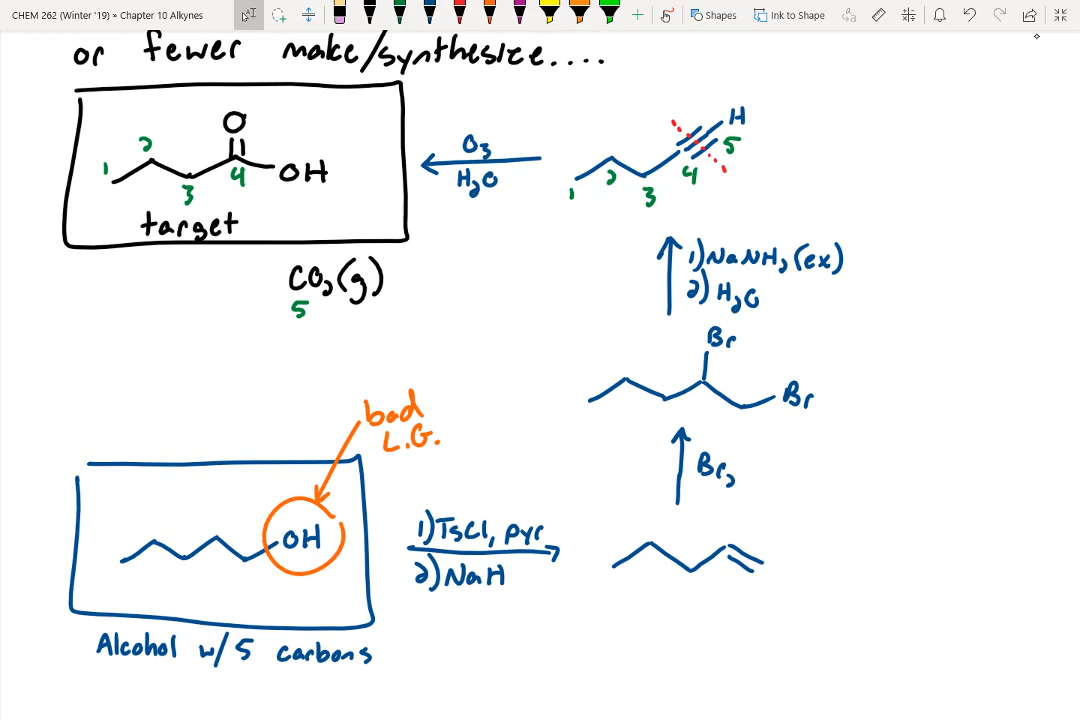 CHEM 262 (Winter '19) » Chapter 10 Alkynes
Shapes
Ink to Shape
or fewer make/synthesize....
O
OH
1 2 3 4
target
O3
H2O
H
1 2 3 4 5
CO2(g)
5
1) NaNH2 (ex)
2) H2O
Br
Br
bad
L.G.
Br2
OH
1) TsCl, pyr
2) NaH
Alcohol w/ 5 carbons